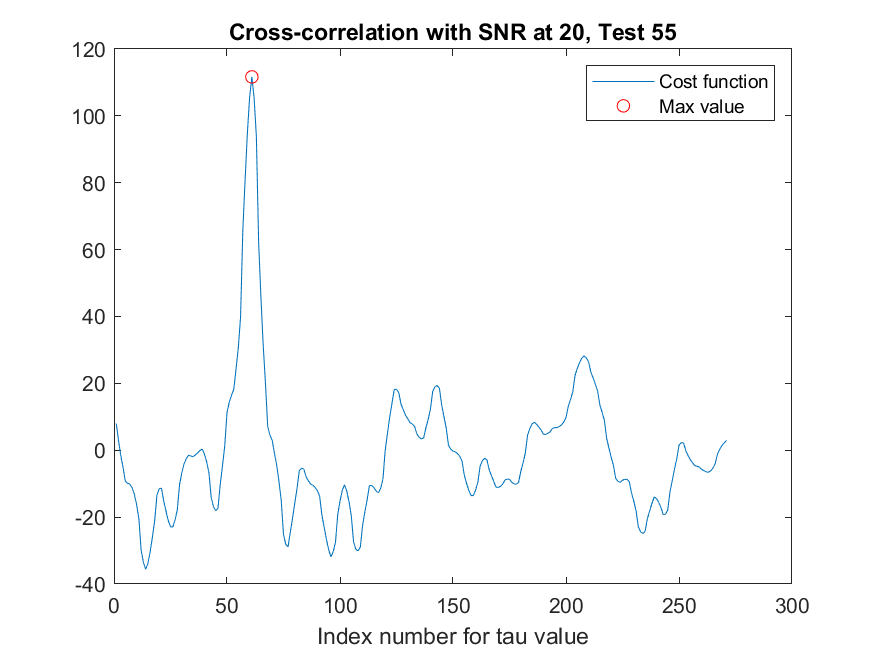 Cross-correlation with SNR at 20, Test 55
120
100
80
60
40
20
0
-20
-40
Cost function
Max value
0 50 100 150 200 250 300
Index number for tau value